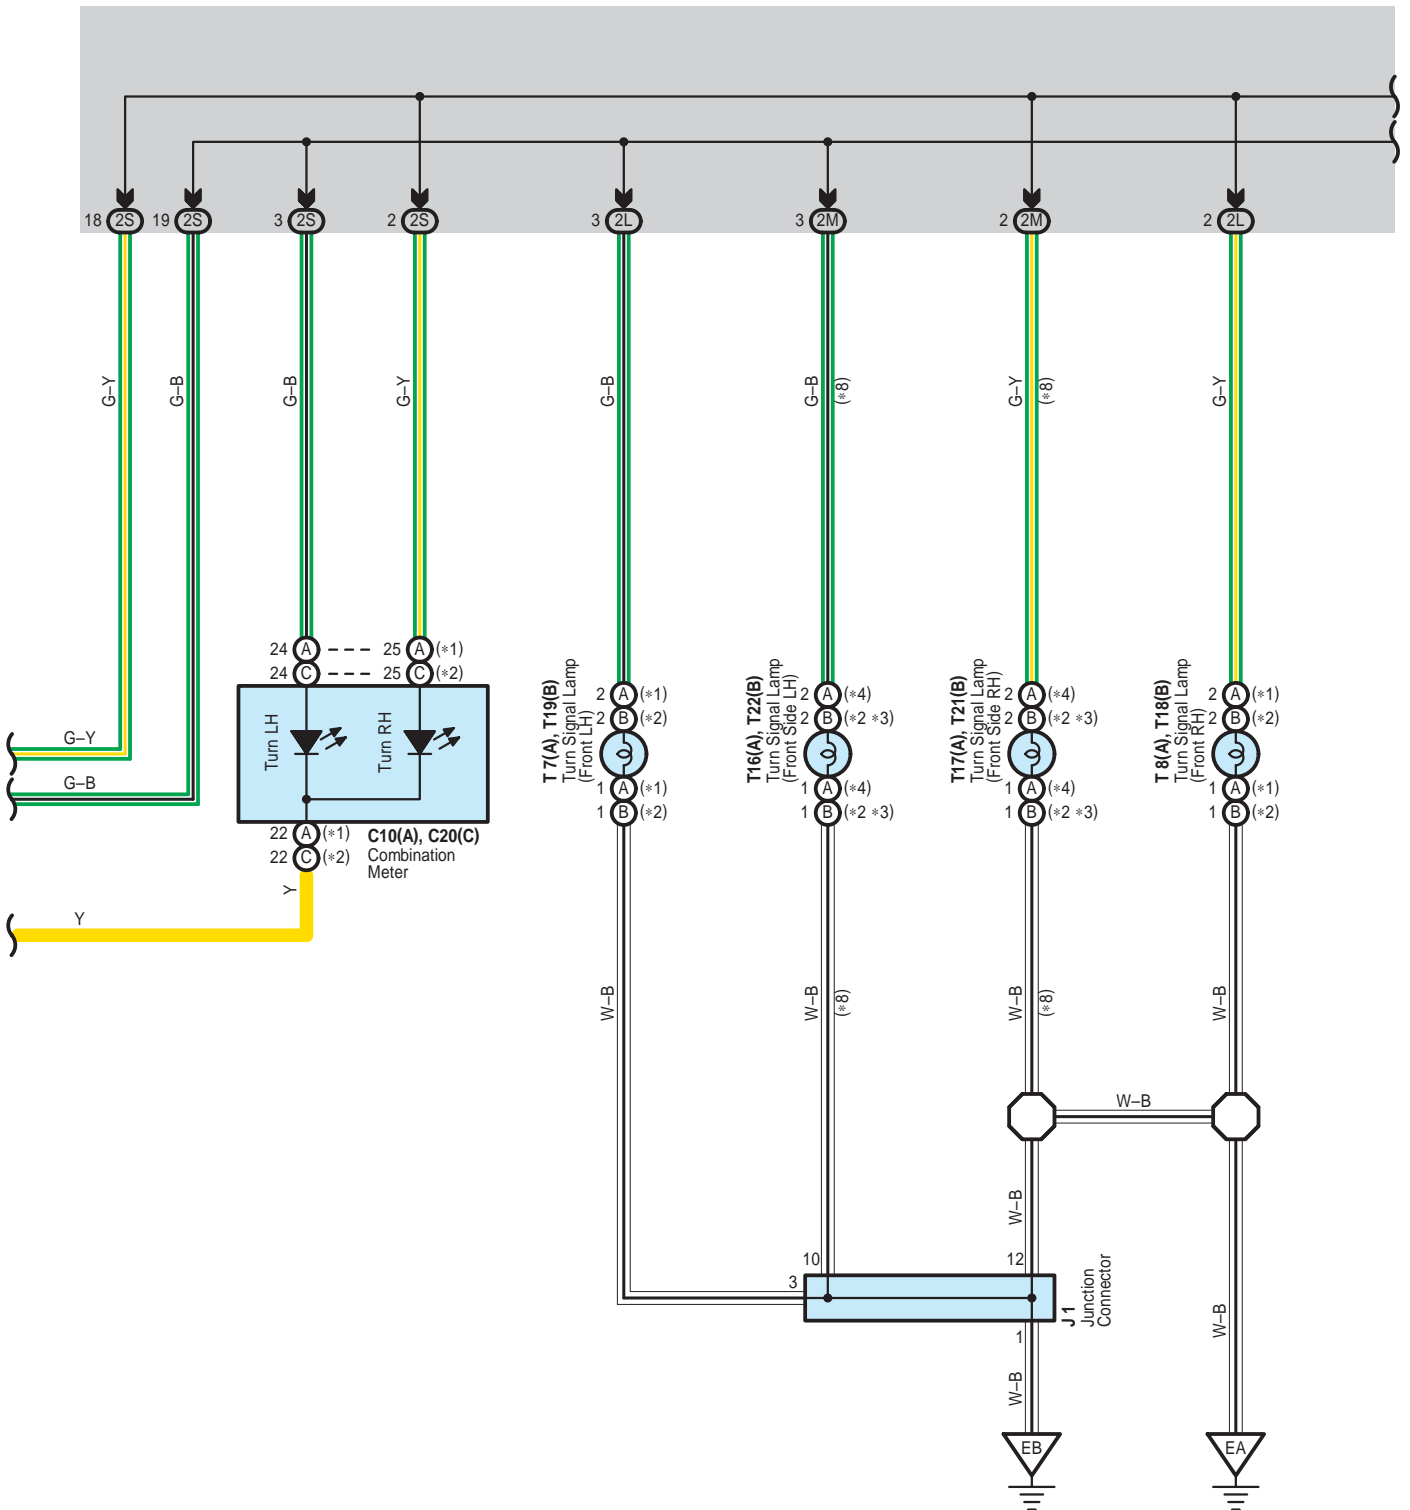 18 2S 19 2S 3 2S 2 2S 3 2L 3 2M 2 2M 2 2L
G–Y G–B G–B G–Y G–B G–B (*8) G–Y (*8) G–Y
24 A 25 A (*1)
24 C 25 C (*2)
Turn LH
Turn RH
22 A (*1)
22 C (*2)
C10(A), C20(C)
Combination
Meter
G–Y
G–B
Y
Y
T 7(A), T19(B)
Turn Signal Lamp
(Front LH)
2 A (*1)
2 B (*2)
1 A (*1)
1 B (*2)
T16(A), T22(B)
Turn Signal Lamp
(Front Side LH)
2 A (*4)
2 B (*2 *3)
1 A (*4)
1 B (*2 *3)
T17(A), T21(B)
Turn Signal Lamp
(Front Side RH)
2 A (*4)
2 B (*2 *3)
1 A (*4)
1 B (*2 *3)
T 8(A), T18(B)
Turn Signal Lamp
(Front RH)
2 A (*1)
2 B (*2)
1 A (*1)
1 B (*2)
W–B W–B (*8) W–B (*8) W–B
W–B
W–B
10 12
3
J 1
Junction
Connector
1
W–B
W–B
EB EA